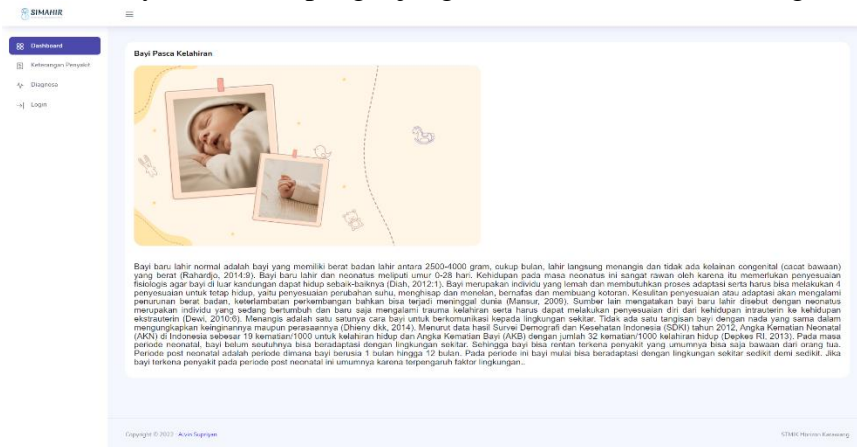 SIMAHIR
Dashboard
Keterangan Penyakit
Diagnosa
Login
Bayi Pasca Kelahiran
Bayi baru lahir normal adalah bayi yang memiliki berat badan lahir antara 2500-4000 gram, cukup bulan, lahir langsung menangis dan tidak ada kelainan congenital (cacat bawaan)
yang berat (Rahardjo, 2014:9). Bayi baru lahir dan neonatus meliputi umur 0-28 hari. Kehidupan pada masa neonatus ini sangat rawan oleh karena itu memerlukan penyesuaian
fisiologis agar bayi di luar kandungan dapat hidup sebaik-baiknya (Diah, 2012:1). Bayi merupakan individu yang lemah dan membutuhkan proses adaptasi serta harus bisa melakukan 4
penyesuaian untuk tetap hidup, yaitu penyesuaian perubahan suhu, menghisap dan menelan, bernafas dan membuang kotoran. Kesulitan penyesuaian atau adaptasi akan mengalami
penurunan berat badan, keterlambatan perkembangan bahkan bisa terjadi meninggal dunia (Mansur, 2009). Sumber lain mengatakan bayi baru lahir disebut dengan neonatus
merupakan individu yang sedang bertumbuh dan baru saja mengalami trauma kelahiran serta harus dapat melakukan penyesuaian diri dari kehidupan intrauterin ke kehidupan
ekstrauterin (Dewi, 2010:6). Menangis adalah satu satunya cara bayi untuk berkomunikasi kepada lingkungan sekitar. Tidak ada satu tangisan bayi dengan nada yang sama dalam
mengungkapkan keinginannya maupun perasaannya (Dhieny dkk, 2014). Menurut data hasil Survei Demografi dan Kesehatan Indonesia (SDKI) tahun 2012, Angka Kematian Neonatal
(AKN) di Indonesia sebesar 19 kematian/1000 untuk kelahiran hidup dan Angka Kematian Bayi (AKB) dengan jumlah 32 kematian/1000 kelahiran hidup (Depkes RI, 2013). Pada masa
periode neonatal, bayi belum seutuhnya bisa beradaptasi dengan lingkungan sekitar. Sehingga bayi bisa rentan terkena penyakit yang umumnya bisa saja bawaan dari orang tua.
Periode post neonatal adalah periode dimana bayi berusia 1 bulan hingga 12 bulan. Pada periode ini bayi mulai bisa beradaptasi dengan lingkungan sekitar sedikit demi sedikit. Jika
bayi terkena penyakit pada periode post neonatal ini umumnya karena terpengaruh faktor lingkungan..
Copyright © 2022 Alvin Supriyan
STMIK Horizon Karawang